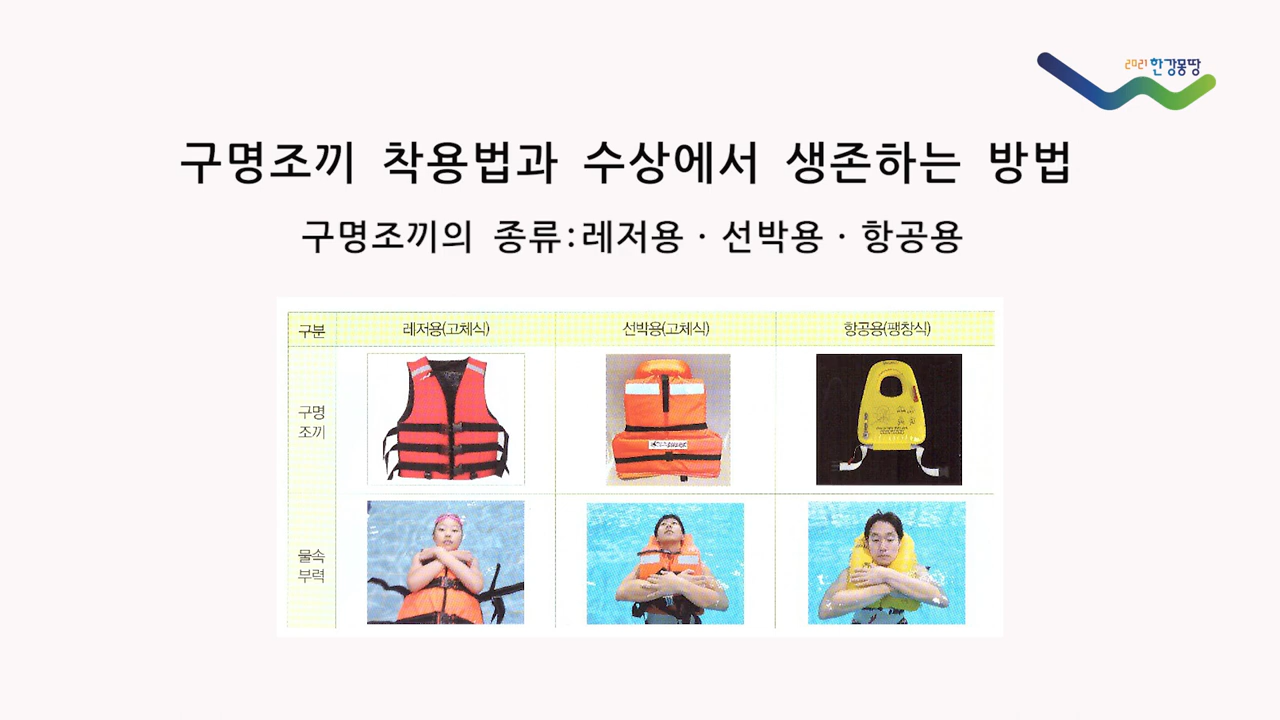 2021 한강몽땅
구명조끼 착용법과 수상에서 생존하는 방법
구명조끼의 종류:레저용·선박용·항공용
구분 레저용(고체식) 선박용(고체식) 항공용(팽창식)
구명
조끼
물속
부력